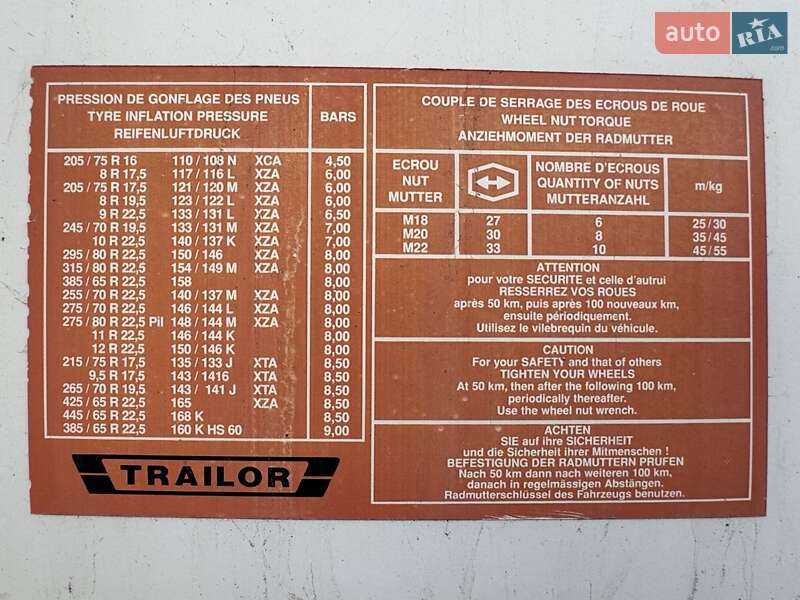 auto RIA.com
PRESSION DE GONFLAGE DES PNEUS
TYRE INFLATION PRESSURE
REIFENLUFTDRUCK
BARS
205 / 75 R 16 110 / 108 N XCA 4,50
8 R 17,5 117 / 116 L XZA 6,00
205 / 75 R 17,5 121 / 120 M XZA 6,00
8 R 19,5 123 / 122 L XZA 6,00
9 R 22,5 133 / 131 L XZA 6,50
245 / 70 R 19,5 133 / 131 M XZA 7,00
10 R 22,5 140 / 137 K XZA 7,00
295 / 80 R 22,5 150 / 146 XZA 8,00
315 / 80 R 22,5 154 / 149 M XZA 8,00
385 / 65 R 22,5 158 8,00
255 / 70 R 22,5 140 / 137 M XZA 8,00
275 / 70 R 22,5 146 / 144 L XZA 8,00
275 / 80 R 22,5 Pil 148 / 144 M XZA 8,00
11 R 22,5 146 / 144 K 8,00
12 R 22,5 150 / 146 K 8,00
215 / 75 R 17,5 135 / 133 J XTA 8,50
9,5 R 17,5 143 / 1416 XTA 8,50
265 / 70 R 19,5 143 / 141 J XTA 8,50
425 / 65 R 22,5 165 XZA 8,50
445 / 65 R 22,5 168 K 8,50
385 / 65 R 22,5 160 K HS 60 9,00
TRAILOR
COUPLE DE SERRAGE DES ECROUS DE ROUE
WHEEL NUT TORQUE
ANZIEHMOMENT DER RADMUTTER
ECROU
NUT
MUTTER
NOMBRE D'ECROUS
QUANTITY OF NUTS
MUTTERANZAHL
m/kg
M18 27 6 25 / 30
M20 30 8 35 / 45
M22 33 10 45 / 55
ATTENTION
pour votre SECURITE et celle d'autrui
RESSERREZ VOS ROUES
après 50 km, puis après 100 nouveaux km,
ensuite périodiquement.
Utilisez le vilebrequin du véhicule.
CAUTION
For your SAFETY and that of others
TIGHTEN YOUR WHEELS
At 50 km, then after the following 100 km,
periodically thereafter.
Use the wheel nut wrench.
ACHTEN
SIE auf ihre SICHERHEIT
und die Sicherheit ihrer Mitmenschen !
BEFESTIGUNG DER RADMUTTERN PRUFEN
Nach 50 km dann nach weiteren 100 km,
danach in regelmässigen Abstängen.
Radmutterschlüssel des Fahrzeugs benutzen.